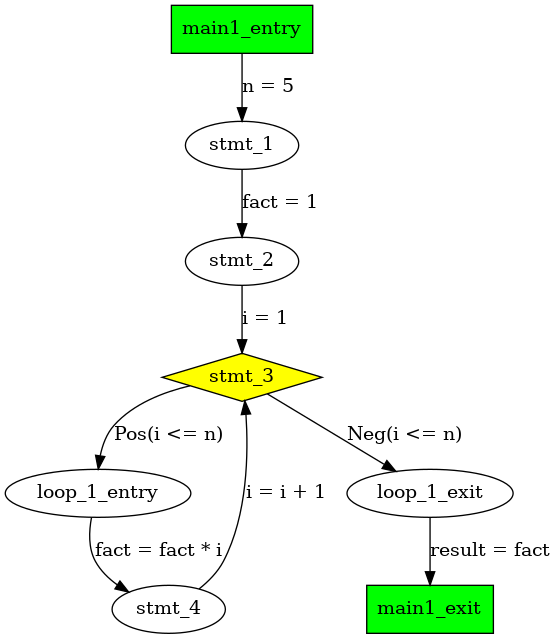 main1_entry
n = 5
stmt_1
fact = 1
stmt_2
i = 1
stmt_3
Pos(i <= n)
Neg(i <= n)
loop_1_entry
i = i + 1
loop_1_exit
fact = fact * i
result = fact
stmt_4
main1_exit